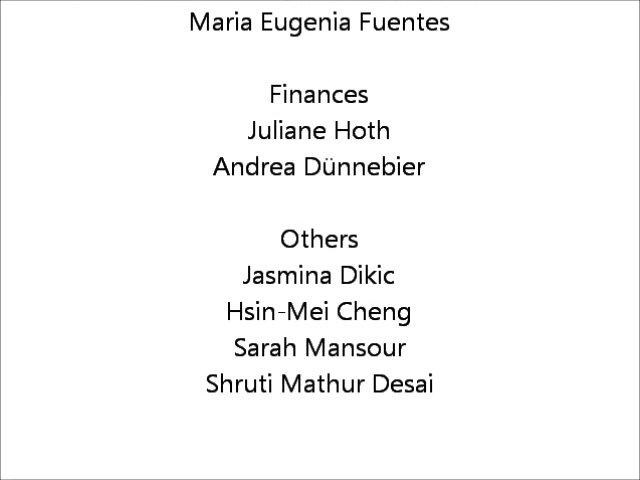 Maria Eugenia Fuentes
Finances
Juliane Hoth
Andrea Dünnebier
Others
Jasmina Dikic
Hsin-Mei Cheng
Sarah Mansour
Shruti Mathur Desai